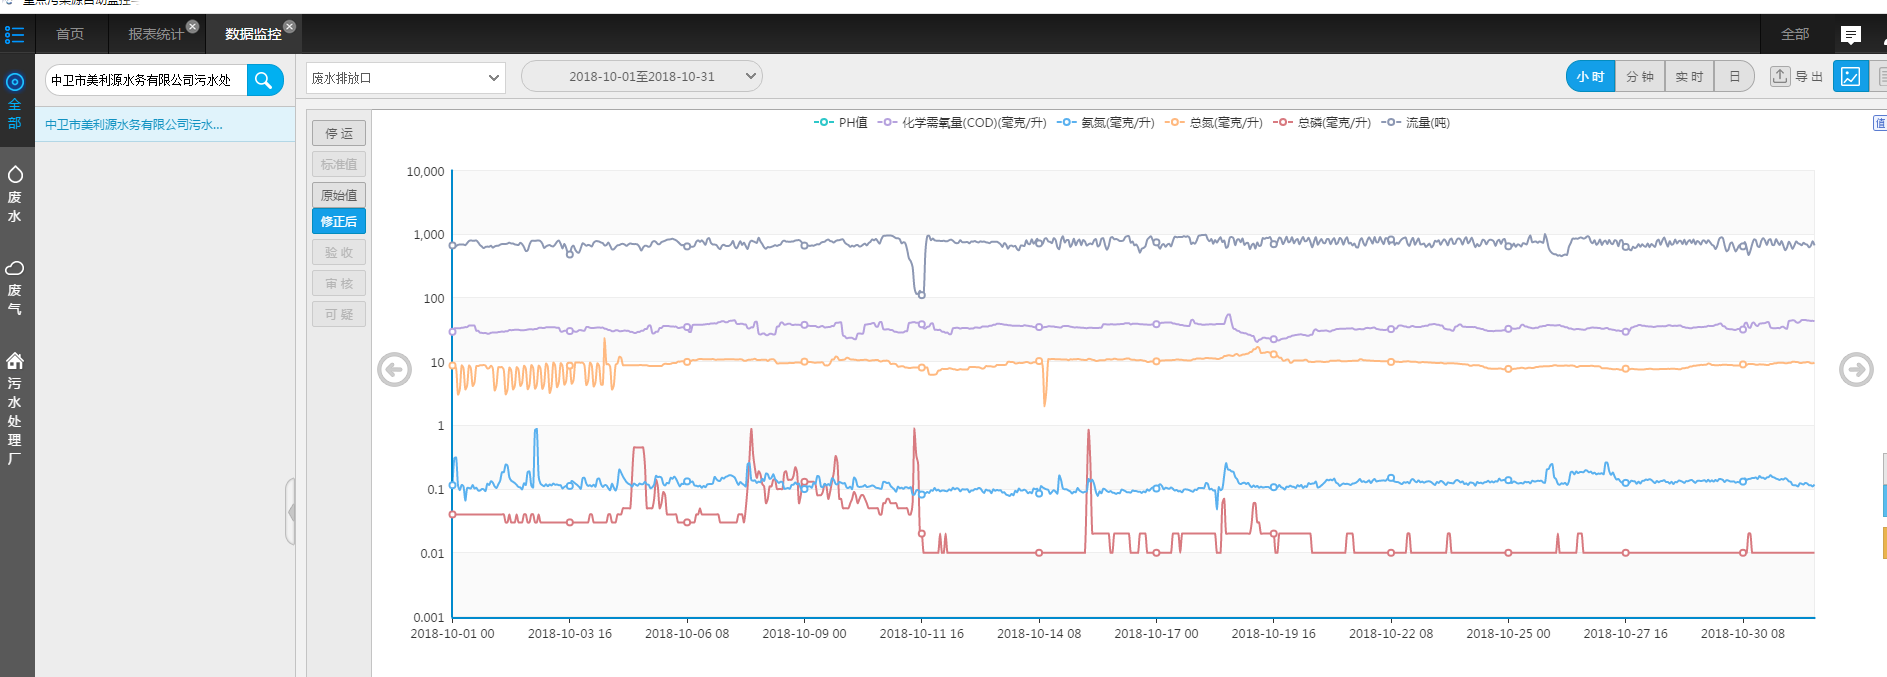 首页
报表统计
数据监控
全部
中卫市美利源水务有限公司污水处
废水排放口
2018-10-01至2018-10-31
小时
分钟
实时
日
导出
全部
废水
废气
污水处理厂
中卫市美利源水务有限公司污水...
停运
标准值
原始值
修正后
验收
审核
可疑
PH值
化学需氧量(COD)(毫克/升)
氨氮(毫克/升)
总氮(毫克/升)
总磷(毫克/升)
流量(吨)
值
10,000
1,000
100
10
1
0.1
0.01
0.001
2018-10-01 00
2018-10-03 16
2018-10-06 08
2018-10-09 00
2018-10-11 16
2018-10-14 08
2018-10-17 00
2018-10-19 16
2018-10-22 08
2018-10-25 00
2018-10-27 16
2018-10-30 08